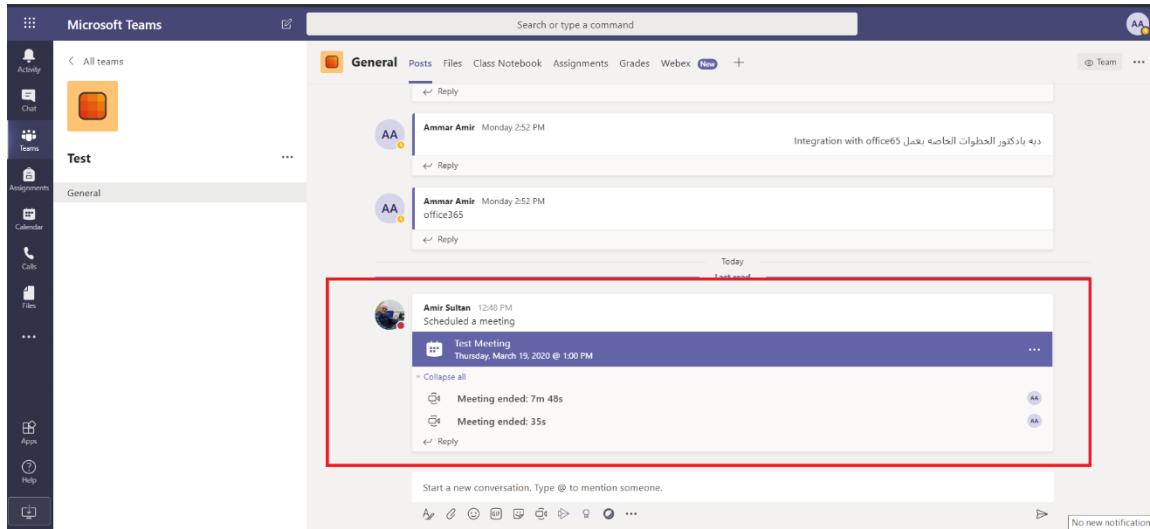 Microsoft Teams
Search or type a command
AA
Activity
Chat
Teams
Assignments
Calendar
Calls
Files
Apps
Help
All teams
Test
General
General Posts Files Class Notebook Assignments Grades Webex New
Team
Reply
AA
Ammar Amir Monday 2:52 PM
ديه يادكتور الخطوات الخاصه بعمل Integration with office65
Reply
AA
Ammar Amir Monday 2:52 PM
office365
Reply
Today
Last read
Amir Sultan 12:48 PM
Scheduled a meeting
Test Meeting
Thursday, March 19, 2020 @ 1:00 PM
Collapse all
Meeting ended: 7m 48s
AA
Meeting ended: 35s
AA
Reply
Start a new conversation. Type @ to mention someone.
GIF
No new notification